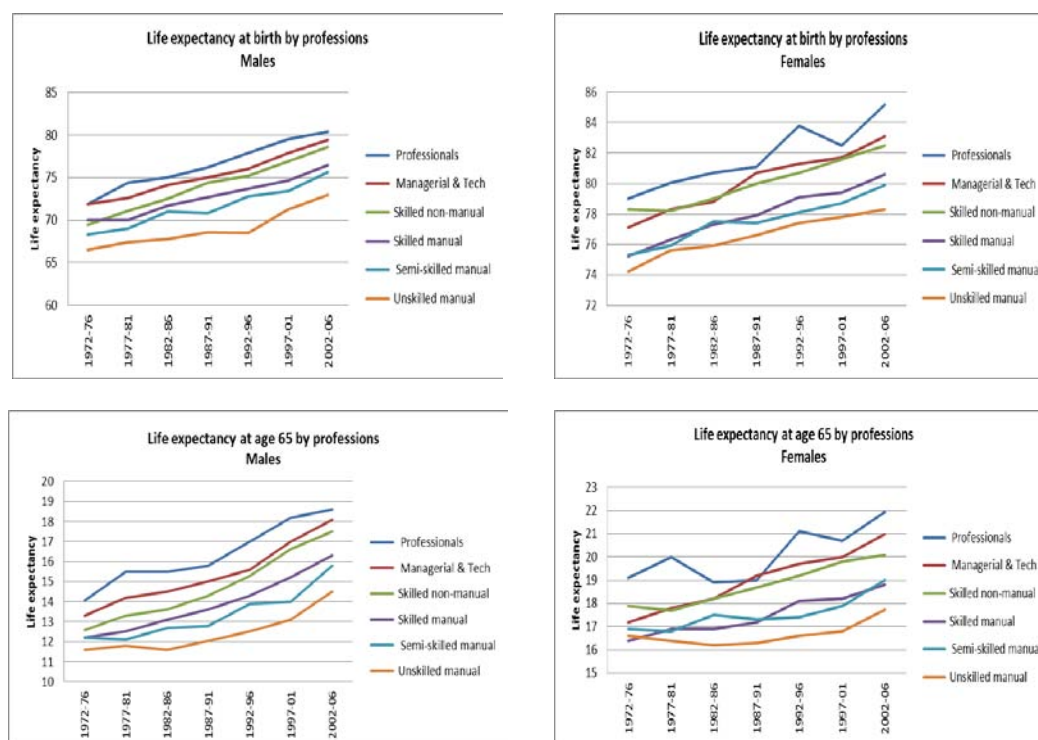 Life expectancy at birth by professions
Males
Life expectancy
85
80
75
70
65
60
1972-76
1977-81
1982-86
1987-91
1992-96
1997-01
2002-06
Professionals
Managerial & Tech
Skilled non-manual
Skilled manual
Semi-skilled manual
Unskilled manual
Life expectancy at birth by professions
Females
Life expectancy
86
84
82
80
78
76
74
72
1972-76
1977-81
1982-86
1987-91
1992-96
1997-01
2002-06
Professionals
Managerial & Tech
Skilled non-manual
Skilled manual
Semi-skilled manual
Unskilled manual
Life expectancy at age 65 by professions
Males
Life expectancy
20
19
18
17
16
15
14
13
12
11
10
1972-76
1977-81
1982-86
1987-91
1992-96
1997-01
2002-06
Professionals
Managerial & Tech
Skilled non-manual
Skilled manual
Semi-skilled manual
Unskilled manual
Life expectancy at age 65 by professions
Females
Life expectancy
23
22
21
20
19
18
17
16
15
1972-76
1977-81
1982-86
1987-91
1992-96
1997-01
2002-06
Professionals
Managerial & Tech
Skilled non-manual
Skilled manual
Semi-skilled manual
Unskilled manual